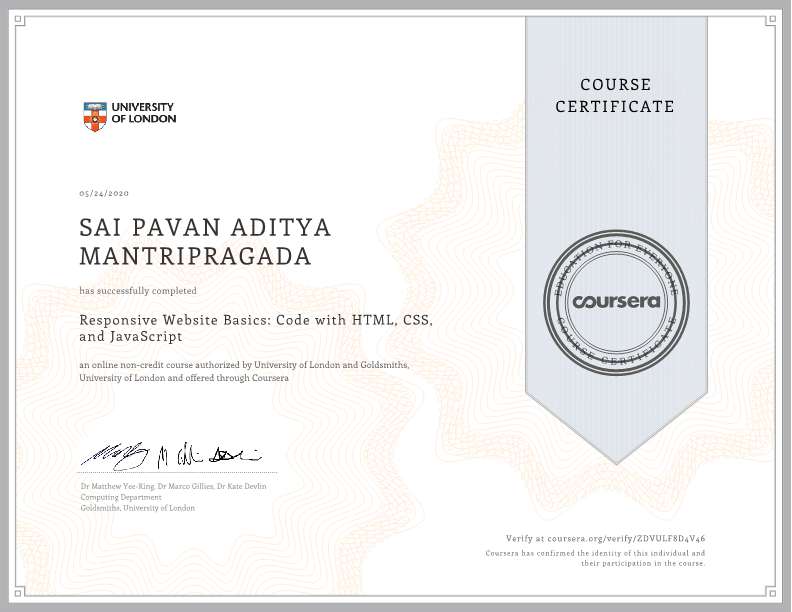 COURSE
CERTIFICATE
UNIVERSITY
OF LONDON
05/24/2020
SAI PAVAN ADITYA
MANTRIPRAGADA
has successfully completed
Responsive Website Basics: Code with HTML, CSS,
and JavaScript
an online non-credit course authorized by University of London and Goldsmiths,
University of London and offered through Coursera
EDUCATION FOR EVERYONE
coursera
COURSE CERTIFICATE
Dr Matthew Yee-King, Dr Marco Gillies, Dr Kate Devlin
Computing Department
Goldsmiths, University of London
Verify at coursera.org/verify/ZDVULF8D4V46
Coursera has confirmed the identity of this individual and
their participation in the course.